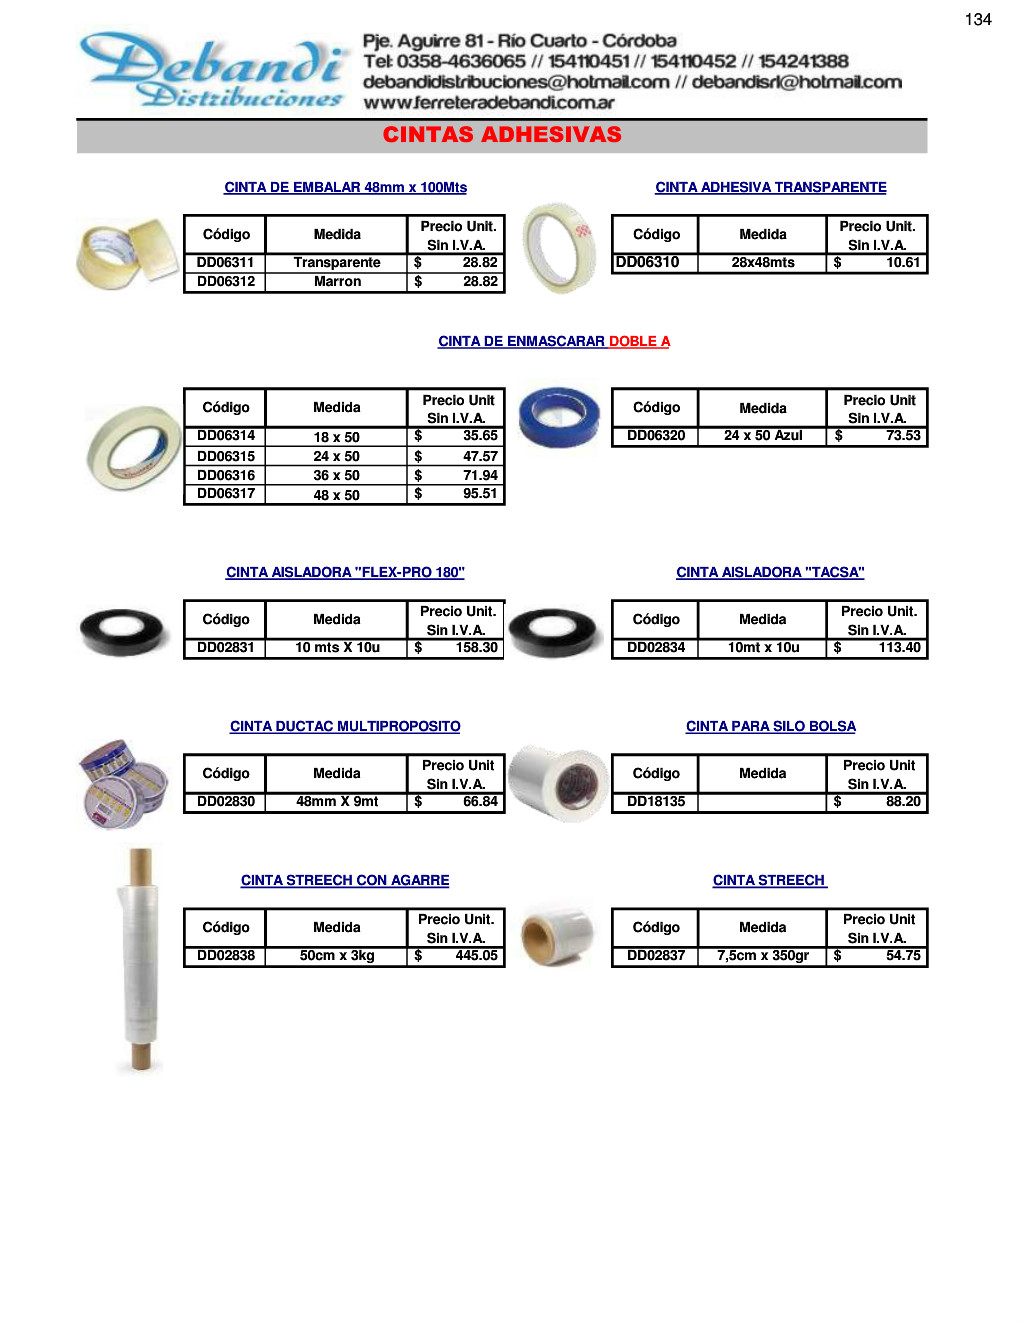 134
Debandi
Distribuciones
Pje. Aguirre 81 - Río Cuarto - Córdoba
Tel: 0358-4636065 // 154110451 // 154110452 // 154241388
debandidistribuciones@hotmail.com // debandisrl@hotmail.com
www.ferreteradebandi.com.ar
CINTAS ADHESIVAS
CINTA DE EMBALAR 48mm x 100Mts
Código Medida Precio Unit. Sin I.V.A.
DD06311 Transparente $ 28.82
DD06312 Marron $ 28.82
CINTA ADHESIVA TRANSPARENTE
Código Medida Precio Unit. Sin I.V.A.
DD06310 28x48mts $ 10.61
CINTA DE ENMASCARAR DOBLE A
Código Medida Precio Unit Sin I.V.A.
DD06314 18 x 50 $ 35.65
DD06315 24 x 50 $ 47.57
DD06316 36 x 50 $ 71.94
DD06317 48 x 50 $ 95.51
Código Medida Precio Unit Sin I.V.A.
DD06320 24 x 50 Azul $ 73.53
CINTA AISLADORA "FLEX-PRO 180"
Código Medida Precio Unit. Sin I.V.A.
DD02831 10 mts X 10u $ 158.30
CINTA AISLADORA "TACSA"
Código Medida Precio Unit. Sin I.V.A.
DD02834 10mt x 10u $ 113.40
CINTA DUCTAC MULTIPROPOSITO
Código Medida Precio Unit Sin I.V.A.
DD02830 48mm X 9mt $ 66.84
CINTA PARA SILO BOLSA
Código Medida Precio Unit Sin I.V.A.
DD18135 $ 88.20
CINTA STREECH CON AGARRE
Código Medida Precio Unit. Sin I.V.A.
DD02838 50cm x 3kg $ 445.05
CINTA STREECH
Código Medida Precio Unit Sin I.V.A.
DD02837 7,5cm x 350gr $ 54.75